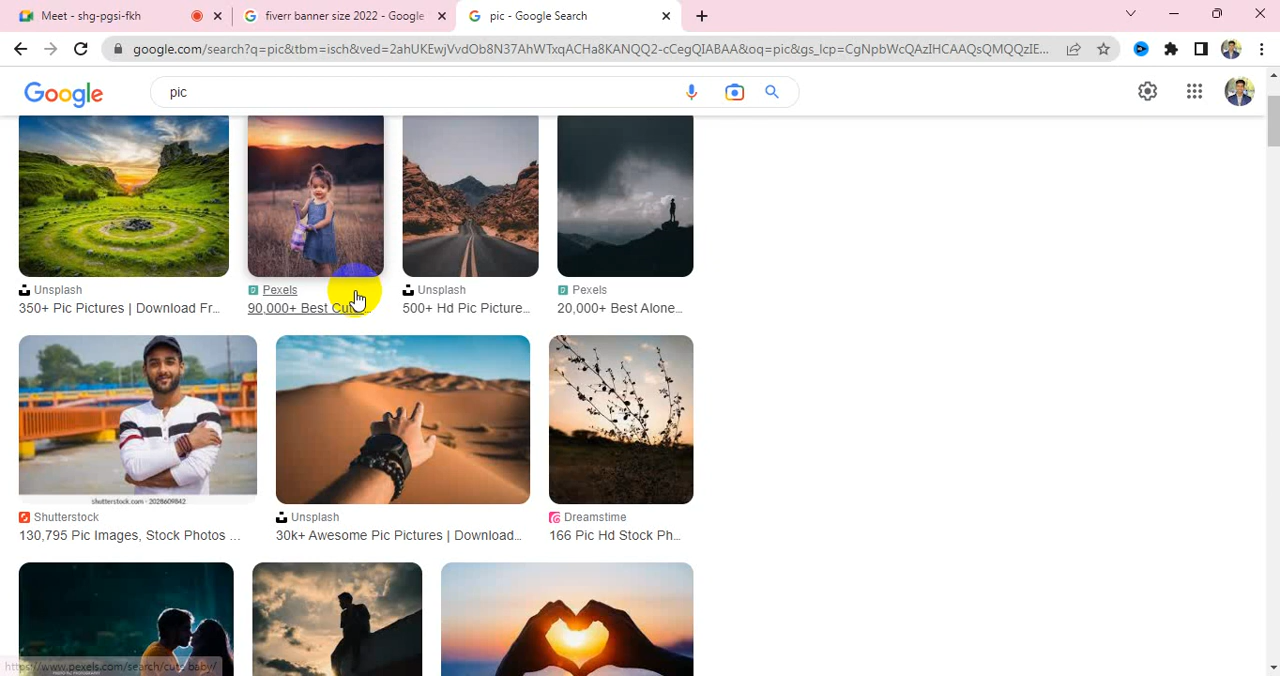 Meet - shg-pgsi-fkh
fiverr banner size 2022 - Google
pic - Google Search
google.com/search?q=pic&tbm=isch&ved=2ahUKEwjVvdOb8N37AhWTxqACHa8KANQQ2-cCegQIABAA&oq=pic&gs_lcp=CgNpbWcQAzIHCAAQsQMQQzIE...
Google
pic
Unsplash
350+ Pic Pictures | Download Fr...
Pexels
90,000+ Best Cute...
Unsplash
500+ Hd Pic Picture...
Pexels
20,000+ Best Alone...
shutterstock.com · 2028609842
Shutterstock
130,795 Pic Images, Stock Photos ...
Unsplash
30k+ Awesome Pic Pictures | Download...
Dreamstime
166 Pic Hd Stock Ph...
https://www.pexels.com/search/cute baby/